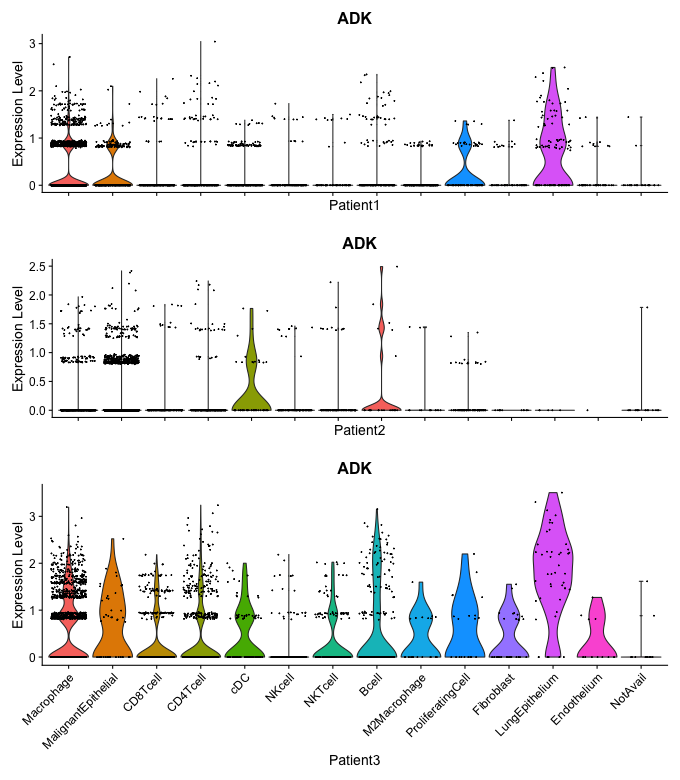 ADK
Expression Level
3
2
1
0
Patient1
ADK
Expression Level
2.5
2.0
1.5
1.0
0.5
0.0
Patient2
ADK
Expression Level
3
2
1
0
Macrophage
MalignantEpithelial
CD8Tcell
CD4Tcell
cDC
NKcell
NKTcell
Bcell
M2Macrophage
ProliferatingCell
Fibroblast
LungEpithelium
Endothelium
NotAvail
Patient3